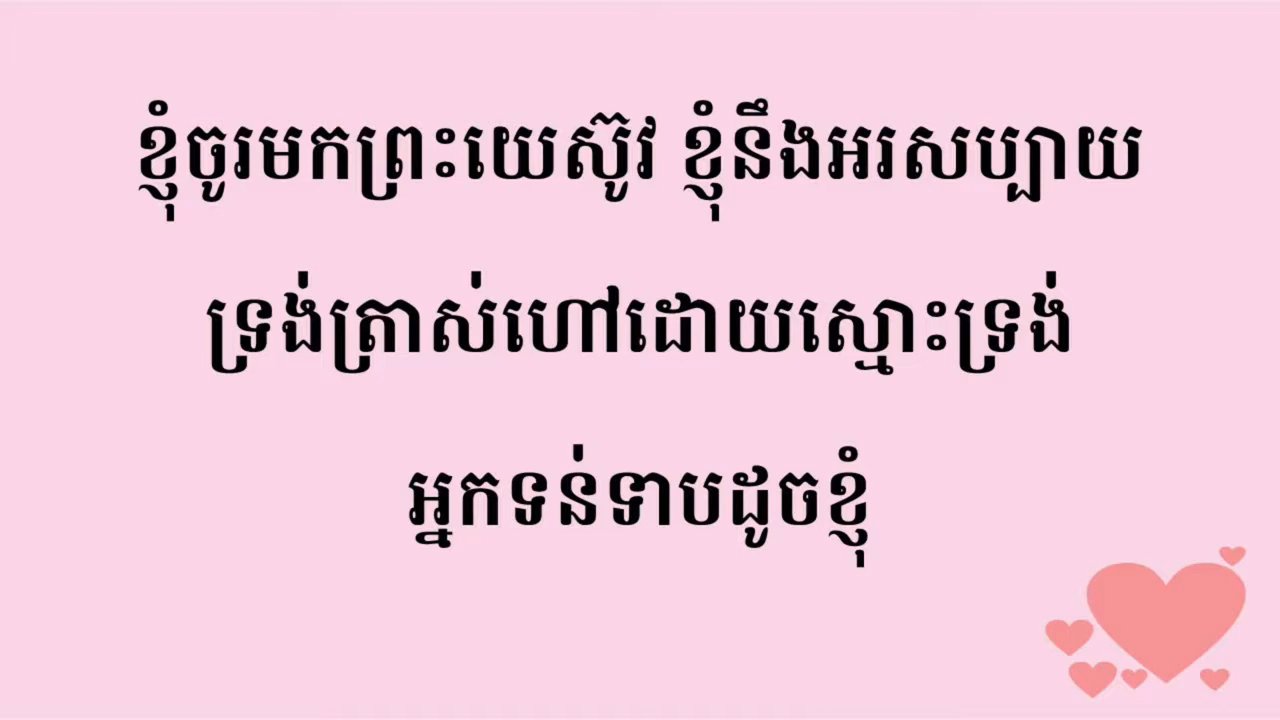 ខ្ញុំចូរមកព្រះយេស៊ូវ ខ្ញុំនឹងអរសប្បាយ
ទ្រង់ត្រាស់ហៅដោយស្មោះទ្រង់
អ្នកទន់ទាបដូចខ្ញុំ